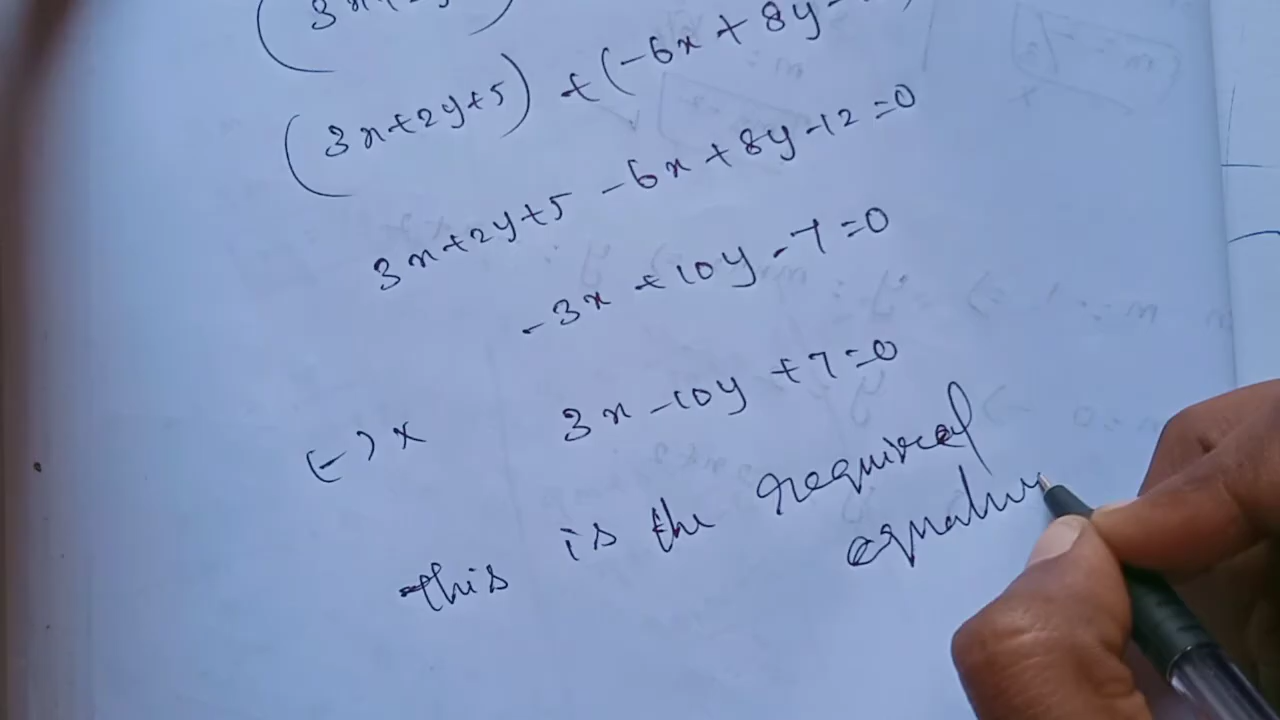 (3x+2y+5) + (-6x + 8y -
3x+2y+5 -6x + 8y -12 =0
-3x +10y -7 =0
(-) x 3x -10y +7 =0
this is the required